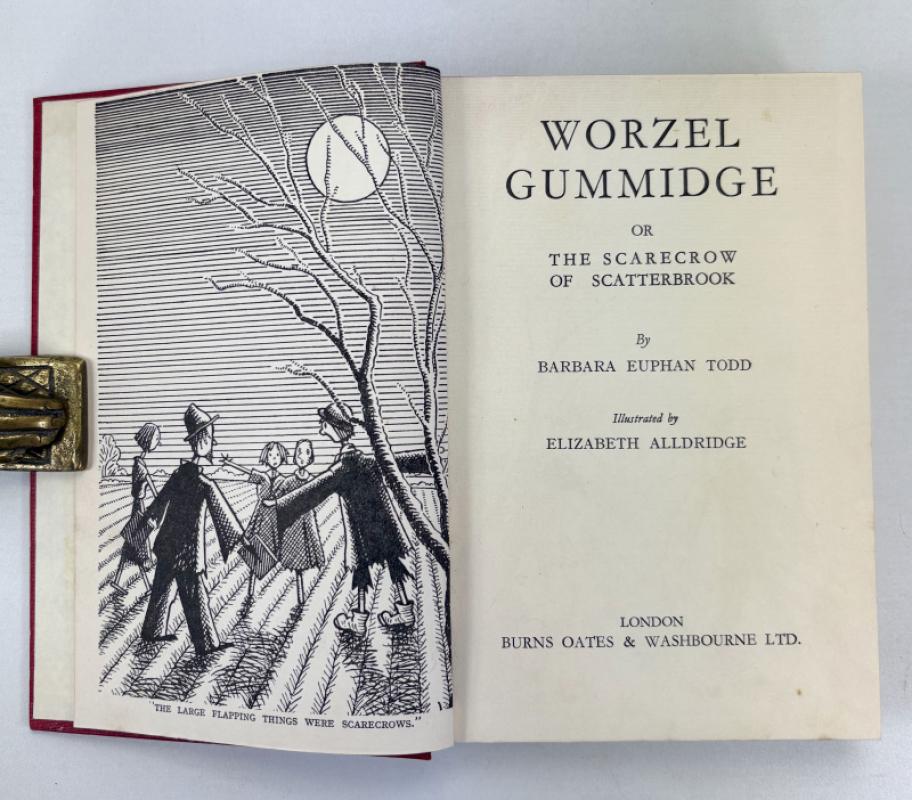 "THE LARGE FLAPPING THINGS WERE SCARECROWS."
WORZEL
GUMMIDGE
OR
THE SCARECROW
OF SCATTERBROOK
By
BARBARA EUPHAN TODD
Illustrated by
ELIZABETH ALLDRIDGE
LONDON
BURNS OATES & WASHBOURNE LTD.